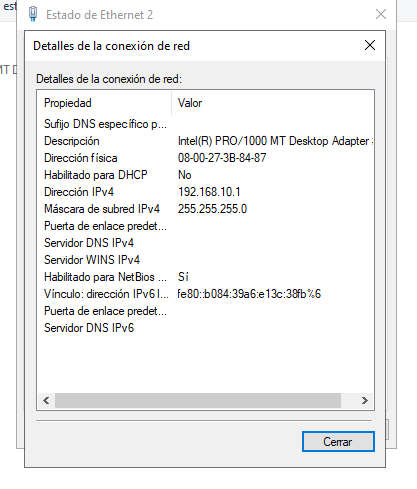 est
Estado de Ethernet 2
Detalles de la conexión de red
MT D
Detalles de la conexión de red:
Propiedad Valor
Sufijo DNS específico p...
Descripción Intel(R) PRO/1000 MT Desktop Adapter
Dirección física 08-00-27-3B-84-87
Habilitado para DHCP No
Dirección IPv4 192.168.10.1
Máscara de subred IPv4 255.255.255.0
Puerta de enlace predet...
Servidor DNS IPv4
Servidor WINS IPv4
Habilitado para NetBios ... Sí
Vínculo: dirección IPv6 l... fe80::b084:39a6:e13c:38fb%6
Puerta de enlace predet...
Servidor DNS IPv6
Cerrar